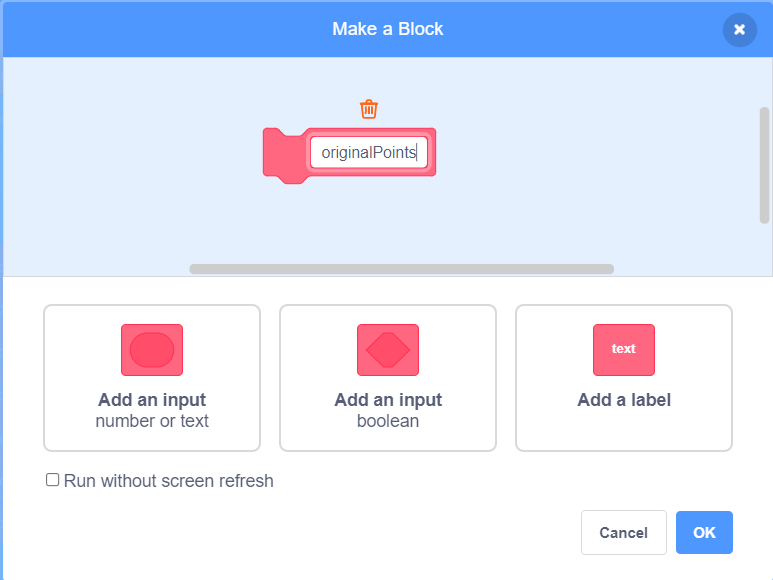 Make a Block
originalPoints
text
Add an input
number or text
Add an input
boolean
Add a label
Run without screen refresh
Cancel
OK